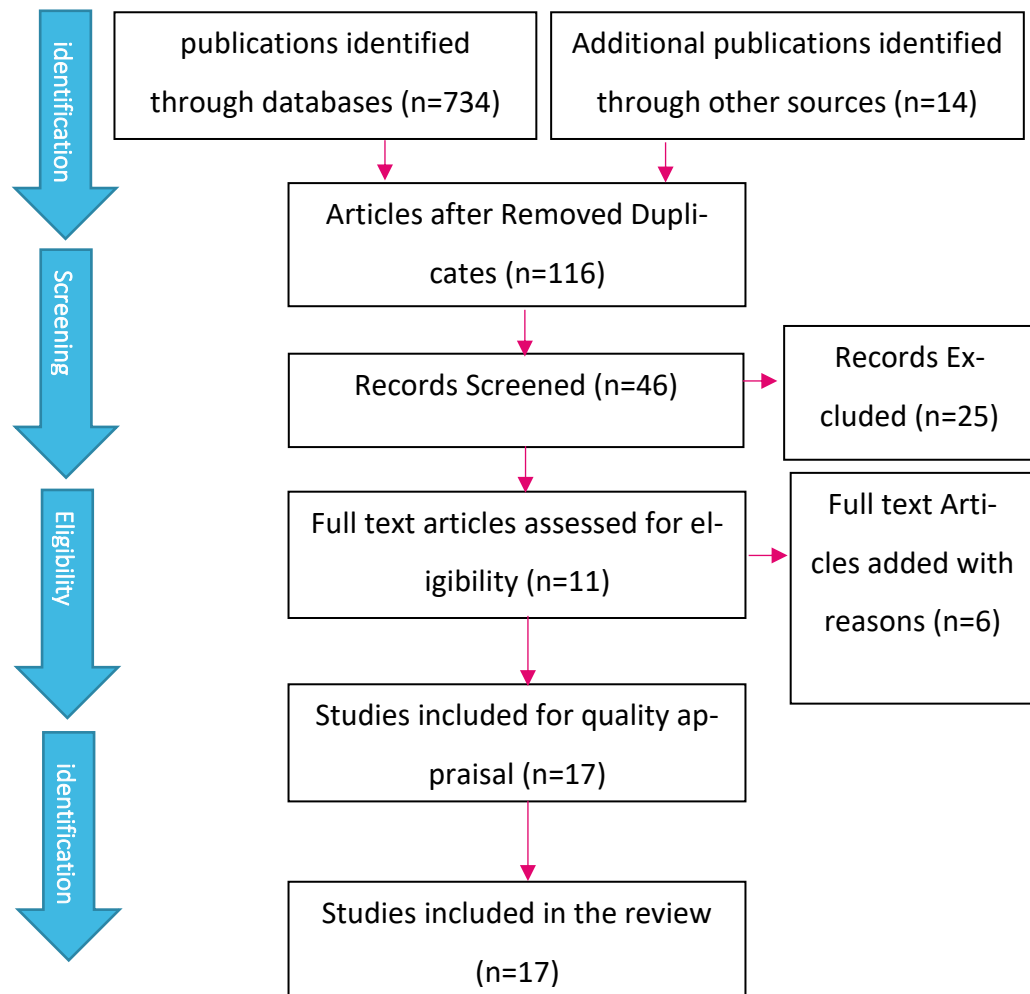 identification
publications identified
through databases (n=734)
Additional publications identified
through other sources (n=14)
Articles after Removed Dupli-
cates (n=116)
Screening
Records Screened (n=46)
Records Ex-
cluded (n=25)
Eligibility
Full text articles assessed for el-
igibility (n=11)
Full text Arti-
cles added with
reasons (n=6)
Studies included for quality ap-
praisal (n=17)
identification
Studies included in the review
(n=17)